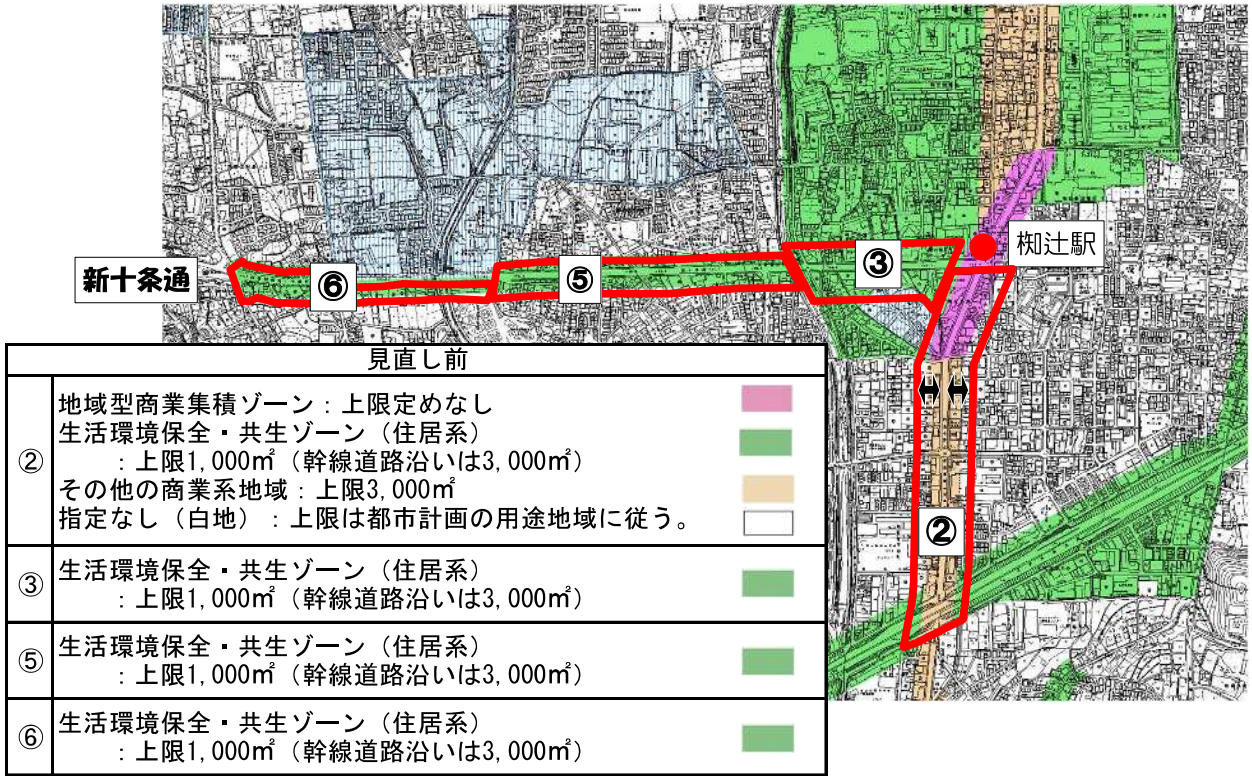 椥辻駅
③
新十条通
⑥
⑤
②
見直し前
②
地域型商業集積ゾーン：上限定めなし
生活環境保全・共生ゾーン（住居系）
：上限1,000㎡（幹線道路沿いは3,000㎡）
その他の商業系地域：上限3,000㎡
指定なし（白地）：上限は都市計画の用途地域に従う。
③
生活環境保全・共生ゾーン（住居系）
：上限1,000㎡（幹線道路沿いは3,000㎡）
⑤
生活環境保全・共生ゾーン（住居系）
：上限1,000㎡（幹線道路沿いは3,000㎡）
⑥
生活環境保全・共生ゾーン（住居系）
：上限1,000㎡（幹線道路沿いは3,000㎡）